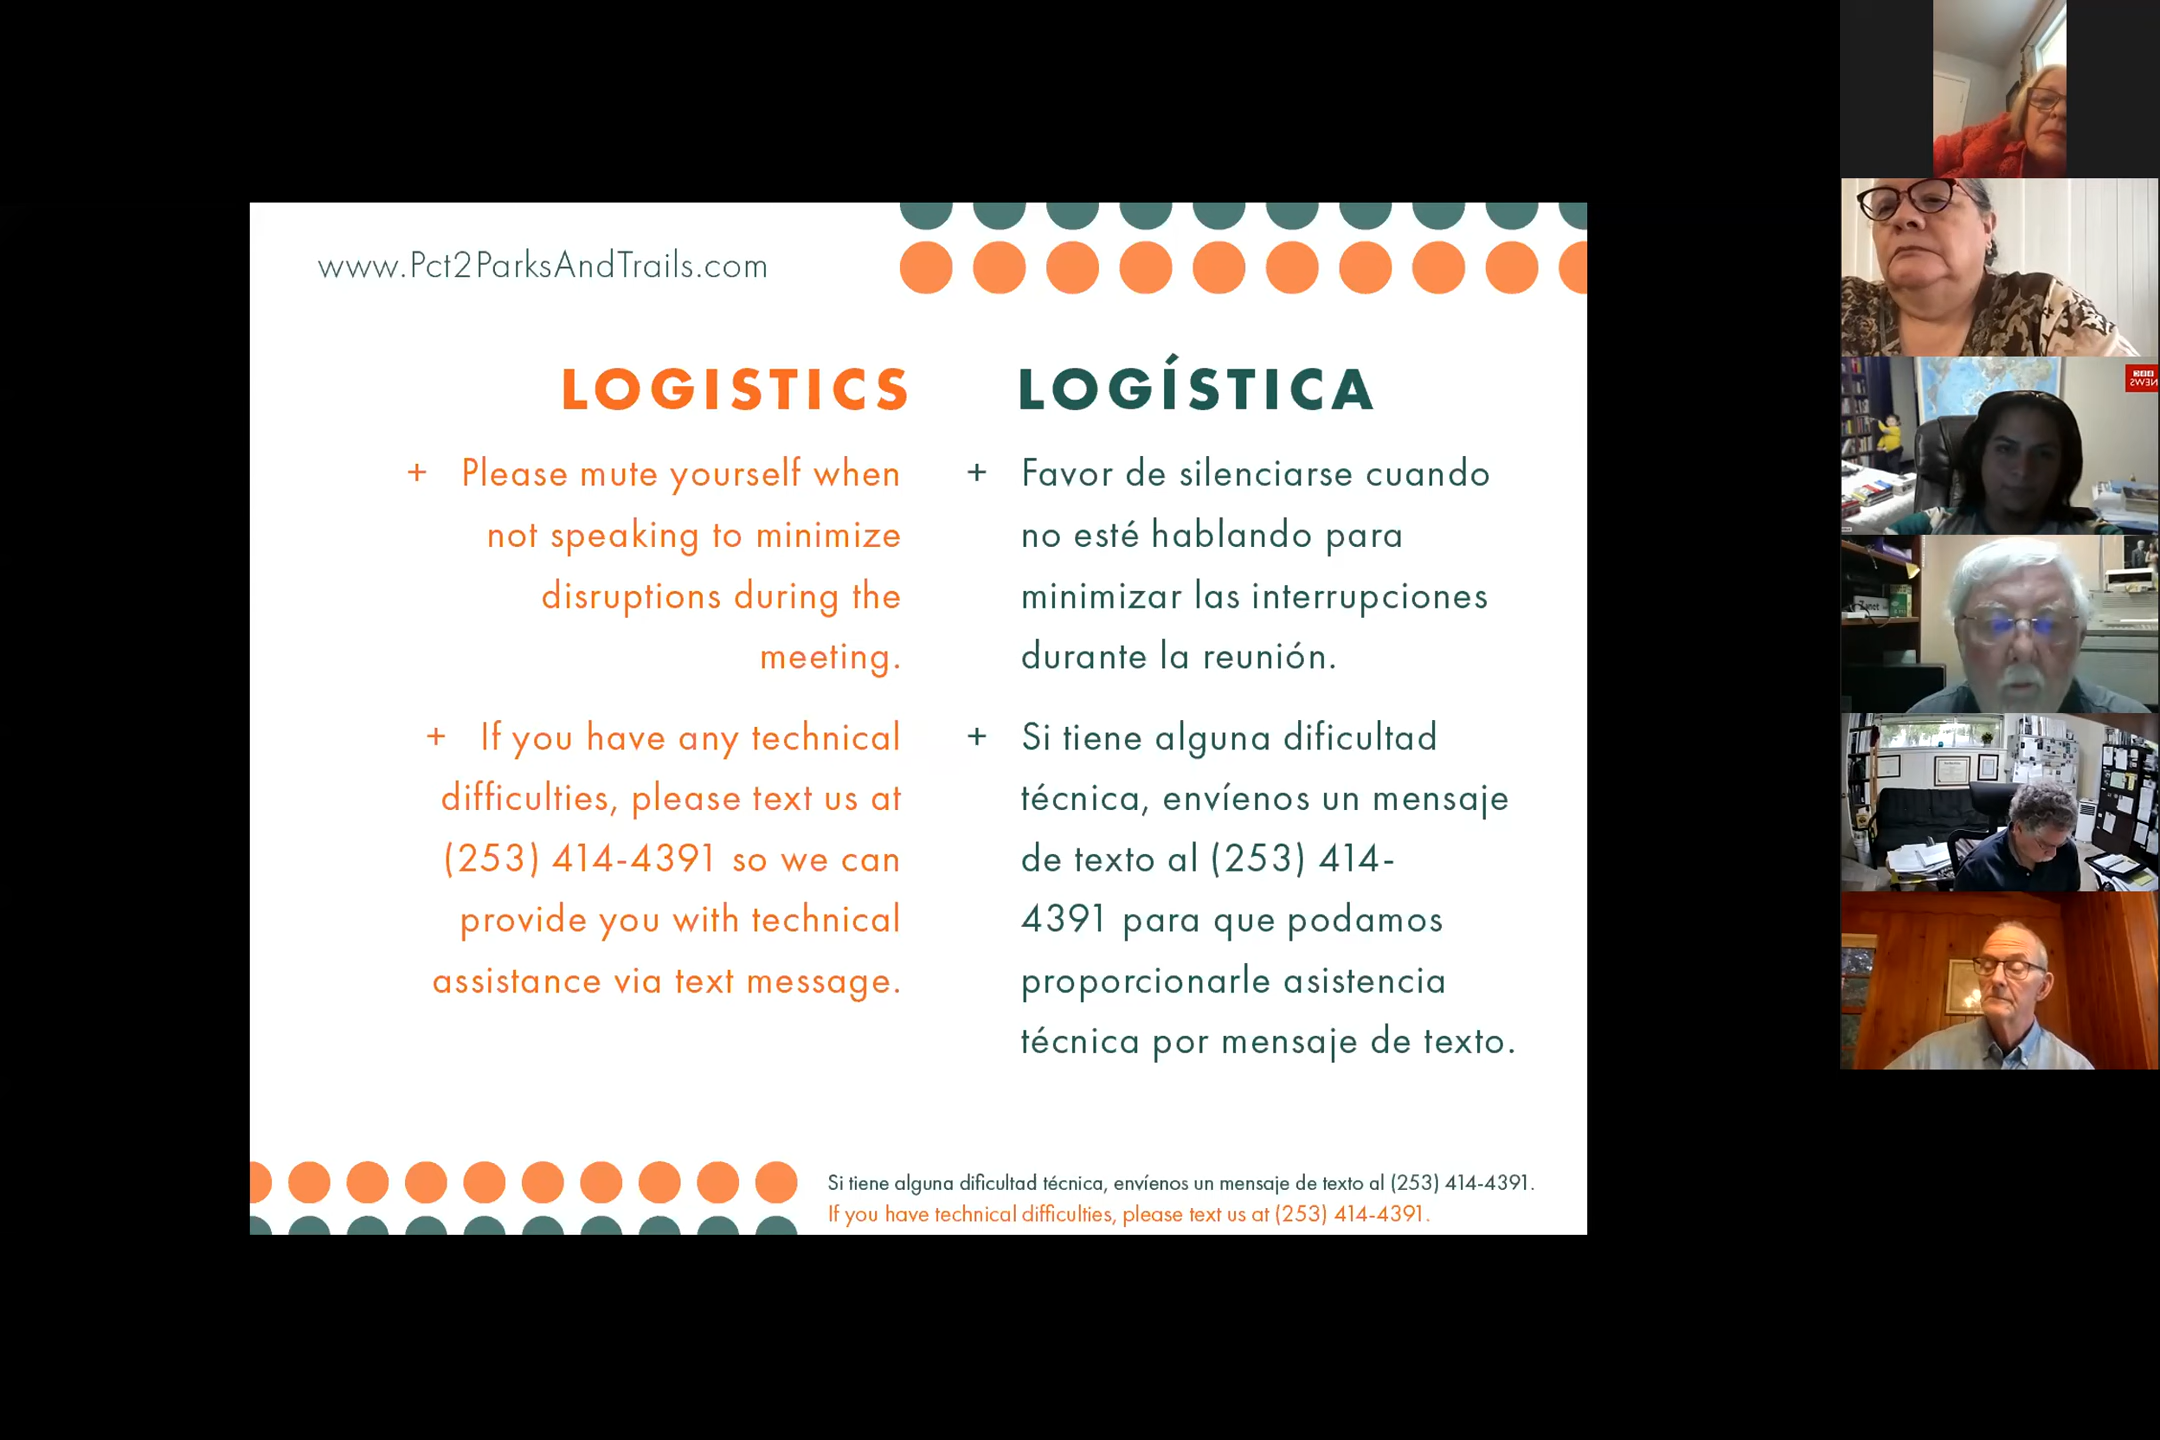 www.Pct2ParksAndTrails.com
LOGISTICS
+ Please mute yourself when
not speaking to minimize
disruptions during the
meeting.
+ If you have any technical
difficulties, please text us at
(253) 414-4391 so we can
provide you with technical
assistance via text message.
LOGÍSTICA
+ Favor de silenciarse cuando
no esté hablando para
minimizar las interrupciones
durante la reunión.
+ Si tiene alguna dificultad
técnica, envíenos un mensaje
de texto al (253) 414-
4391 para que podamos
proporcionarle asistencia
técnica por mensaje de texto.
Si tiene alguna dificultad técnica, envíenos un mensaje de texto al (253) 414-4391.
If you have technical difficulties, please text us at (253) 414-4391.
BBC
NEWS